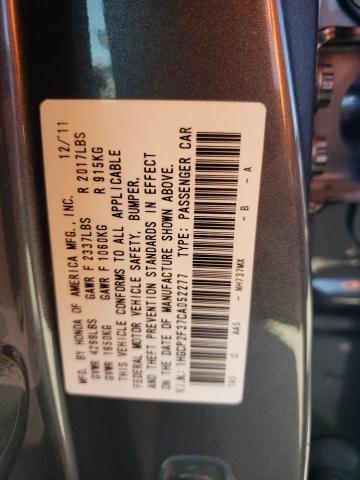 MFD. BY HONDA OF AMERICA MFG., INC. 12/11
GVWR 4299LBS GAWR F 2337LBS R 2017LBS
GVWR 1950KG GAWR F 1060KG R 915KG
THIS VEHICLE CONFORMS TO ALL APPLICABLE
FEDERAL MOTOR VEHICLE SAFETY, BUMPER,
AND THEFT PREVENTION STANDARDS IN EFFECT
ON THE DATE OF MANUFACTURE SHOWN ABOVE.
V.I.N.: 1HGCP2F37CA052277 TYPE: PASSENGER CAR
C AA5 - NH737MX - B - A